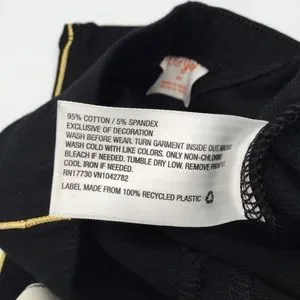 95% COTTON / 5% SPANDEX
EXCLUSIVE OF DECORATION
WASH BEFORE WEAR. TURN GARMENT INSIDE OUT.
WASH COLD WITH LIKE COLORS. ONLY NON-CHLORINE
BLEACH IF NEEDED. TUMBLE DRY LOW. REMOVE PROMPTLY.
COOL IRON IF NEEDED.
RN17730 VN1042782
LABEL MADE FROM 100% RECYCLED PLASTIC